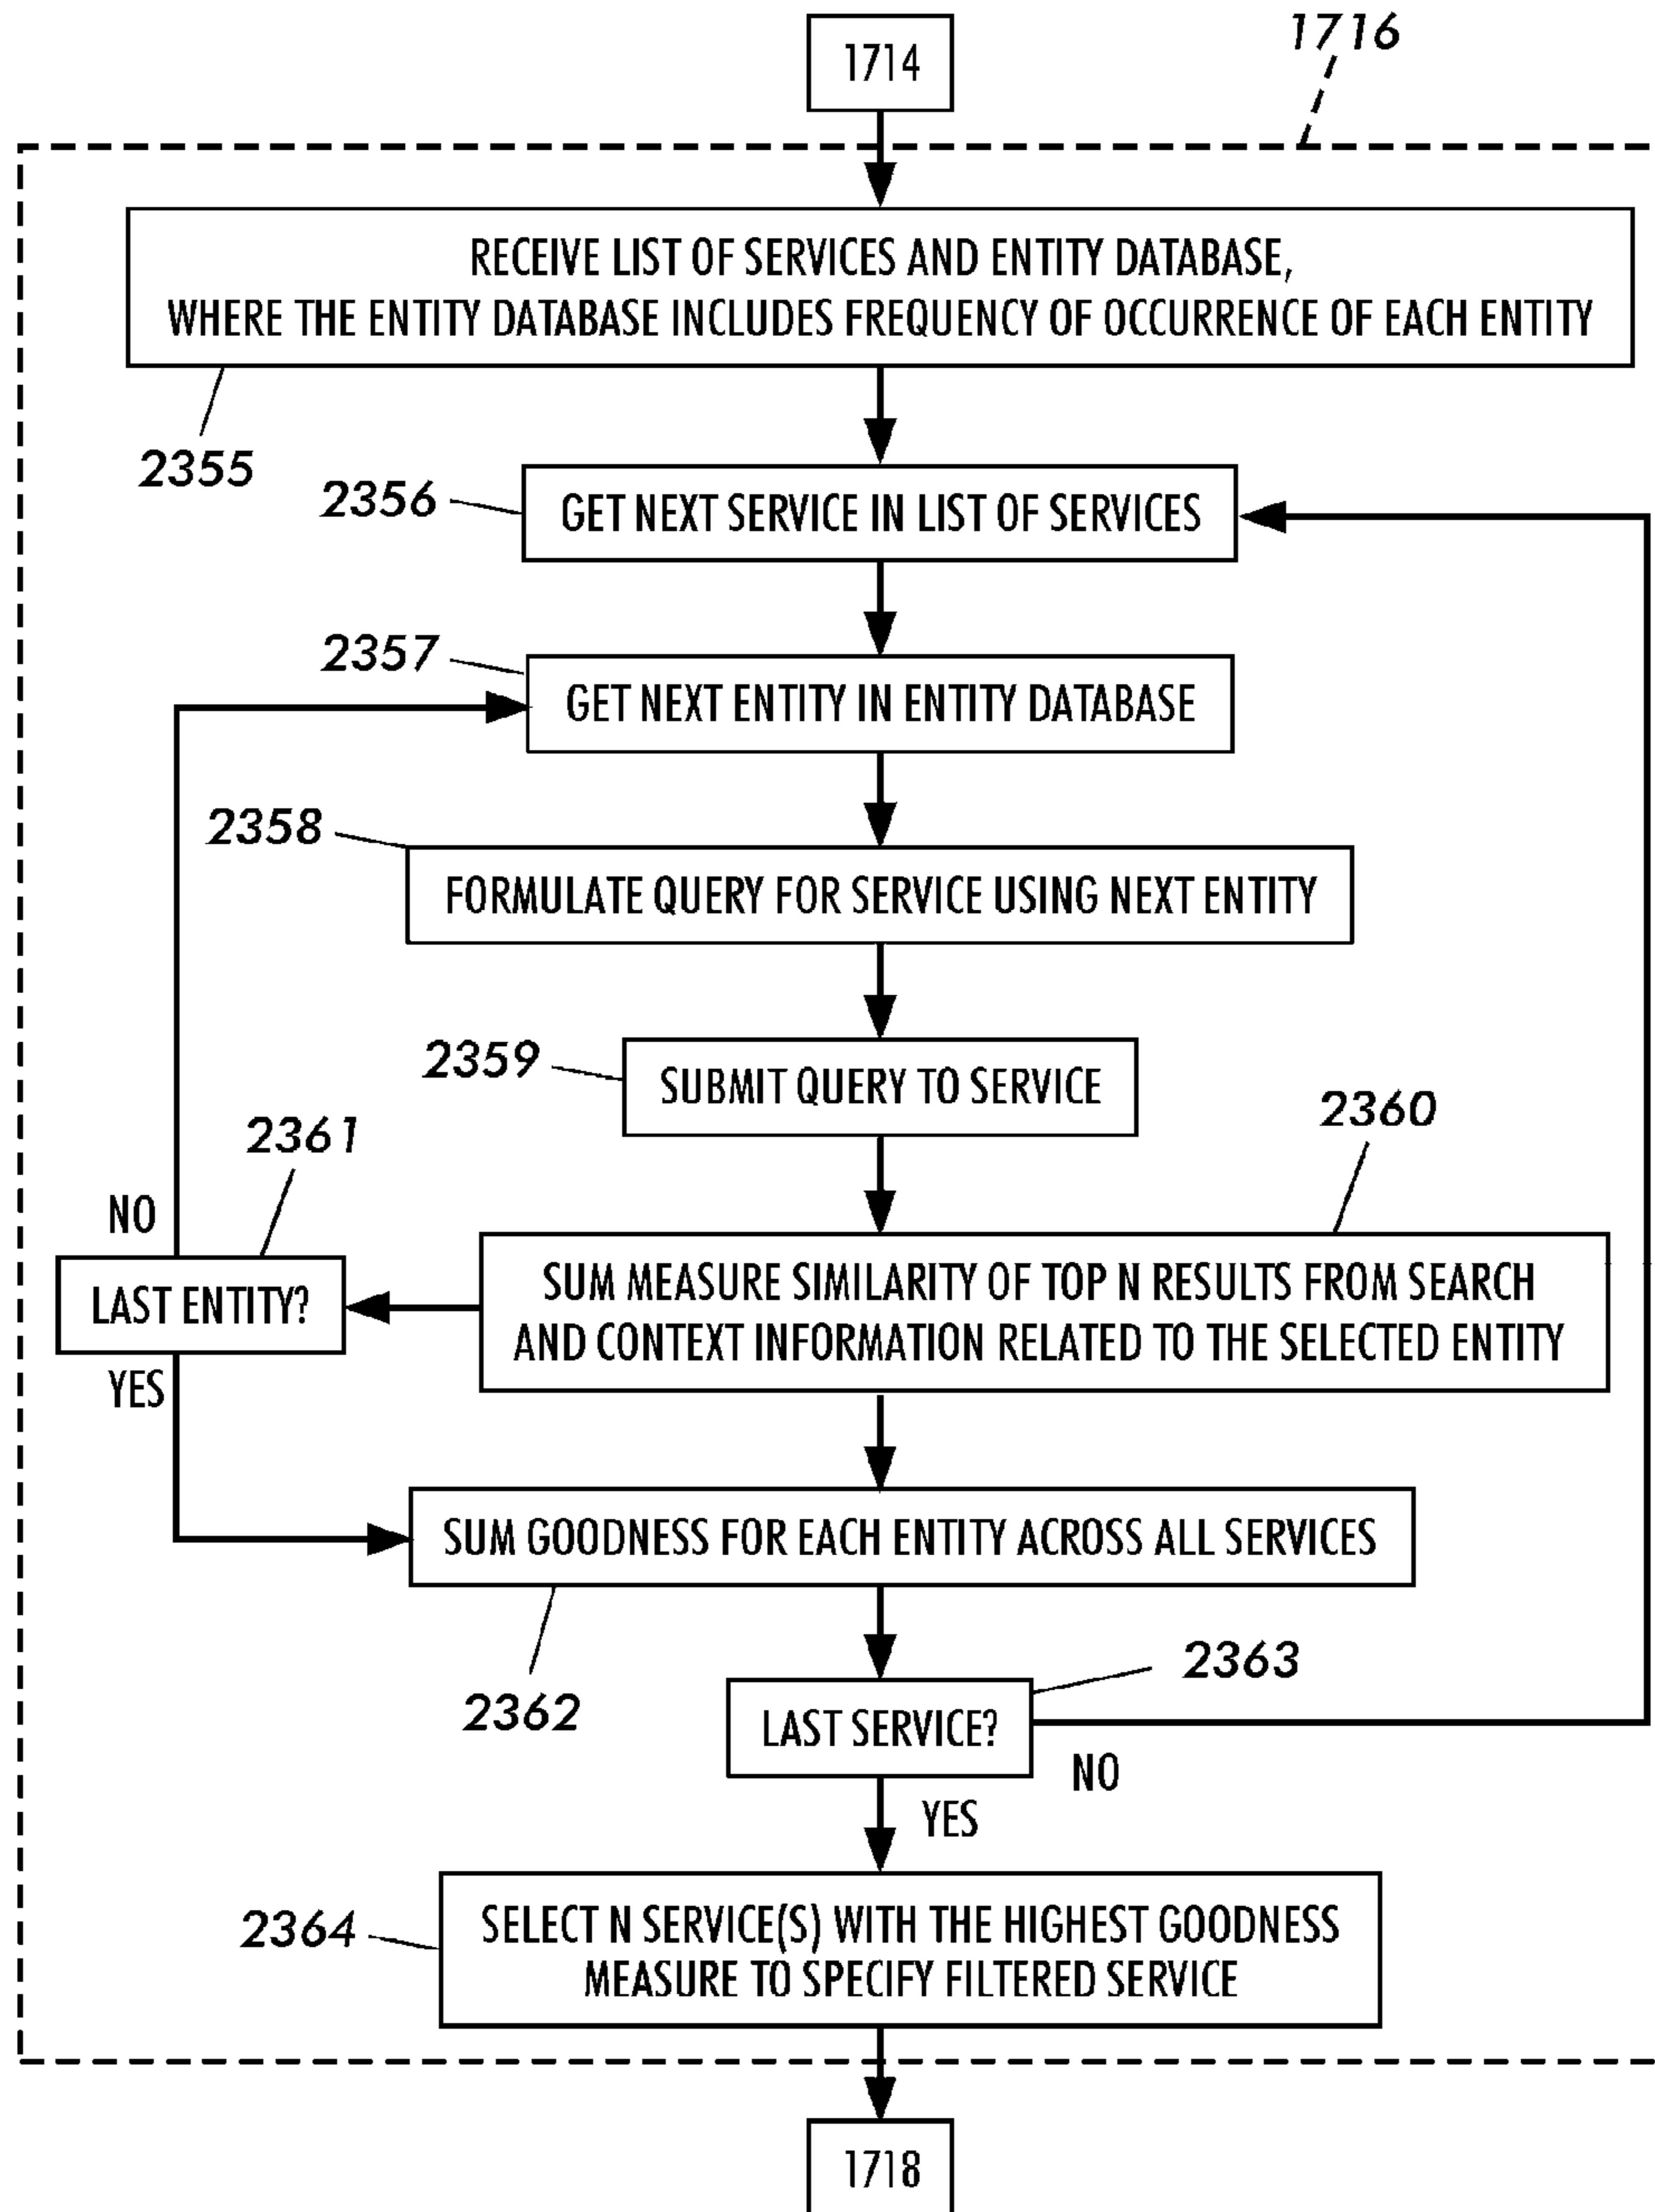 1714
1716
RECEIVE LIST OF SERVICES AND ENTITY DATABASE,
WHERE THE ENTITY DATABASE INCLUDES FREQUENCY OF OCCURRENCE OF EACH ENTITY
2355
2356
GET NEXT SERVICE IN LIST OF SERVICES
2357
GET NEXT ENTITY IN ENTITY DATABASE
2358
FORMULATE QUERY FOR SERVICE USING NEXT ENTITY
2359
SUBMIT QUERY TO SERVICE
2360
2361
NO
LAST ENTITY?
YES
SUM MEASURE SIMILARITY OF TOP N RESULTS FROM SEARCH
AND CONTEXT INFORMATION RELATED TO THE SELECTED ENTITY
SUM GOODNESS FOR EACH ENTITY ACROSS ALL SERVICES
2362
2363
LAST SERVICE?
NO
YES
2364
SELECT N SERVICE(S) WITH THE HIGHEST GOODNESS
MEASURE TO SPECIFY FILTERED SERVICE
1718